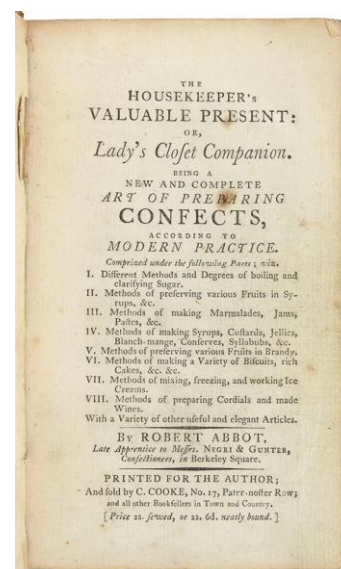 THE
HOUSEKEEPER's
VALUABLE PRESENT:
OR,
Lady's Closet Companion.
BEING A
NEW AND COMPLETE
ART OF PREPARING
CONFECTS,
ACCORDING TO
MODERN PRACTICE.
Comprized under the following Parts; viz.
I. Different Methods and Degrees of boiling and
clarifying Sugar.
II. Methods of preserving various Fruits in Sy-
rups, &c.
III. Methods of making Marmalades, Jams,
Pastes, &c.
IV. Methods of making Syrups, Custards, Jellies,
Blanch-mange, Conserves, Syllabubs, &c.
V. Methods of preserving various Fruits in Brandy.
VI. Methods of making a Variety of Biscuits, rich
Cakes, &c. &c.
VII. Methods of mixing, freezing, and working Ice
Creams.
VIII. Methods of preparing Cordials and made
Wines.
With a Variety of other useful and elegant Articles.
BY ROBERT ABBOT,
Late Apprentice to Messrs. NEGRI & GUNTER,
Confectioners, in Berkeley Square.
PRINTED FOR THE AUTHOR;
And sold by C. COOKE, No. 17, Pater-noster Row;
and all other Booksellers in Town and Country.
[ Price 2s. sewed, or 2s. 6d. neatly bound. ]